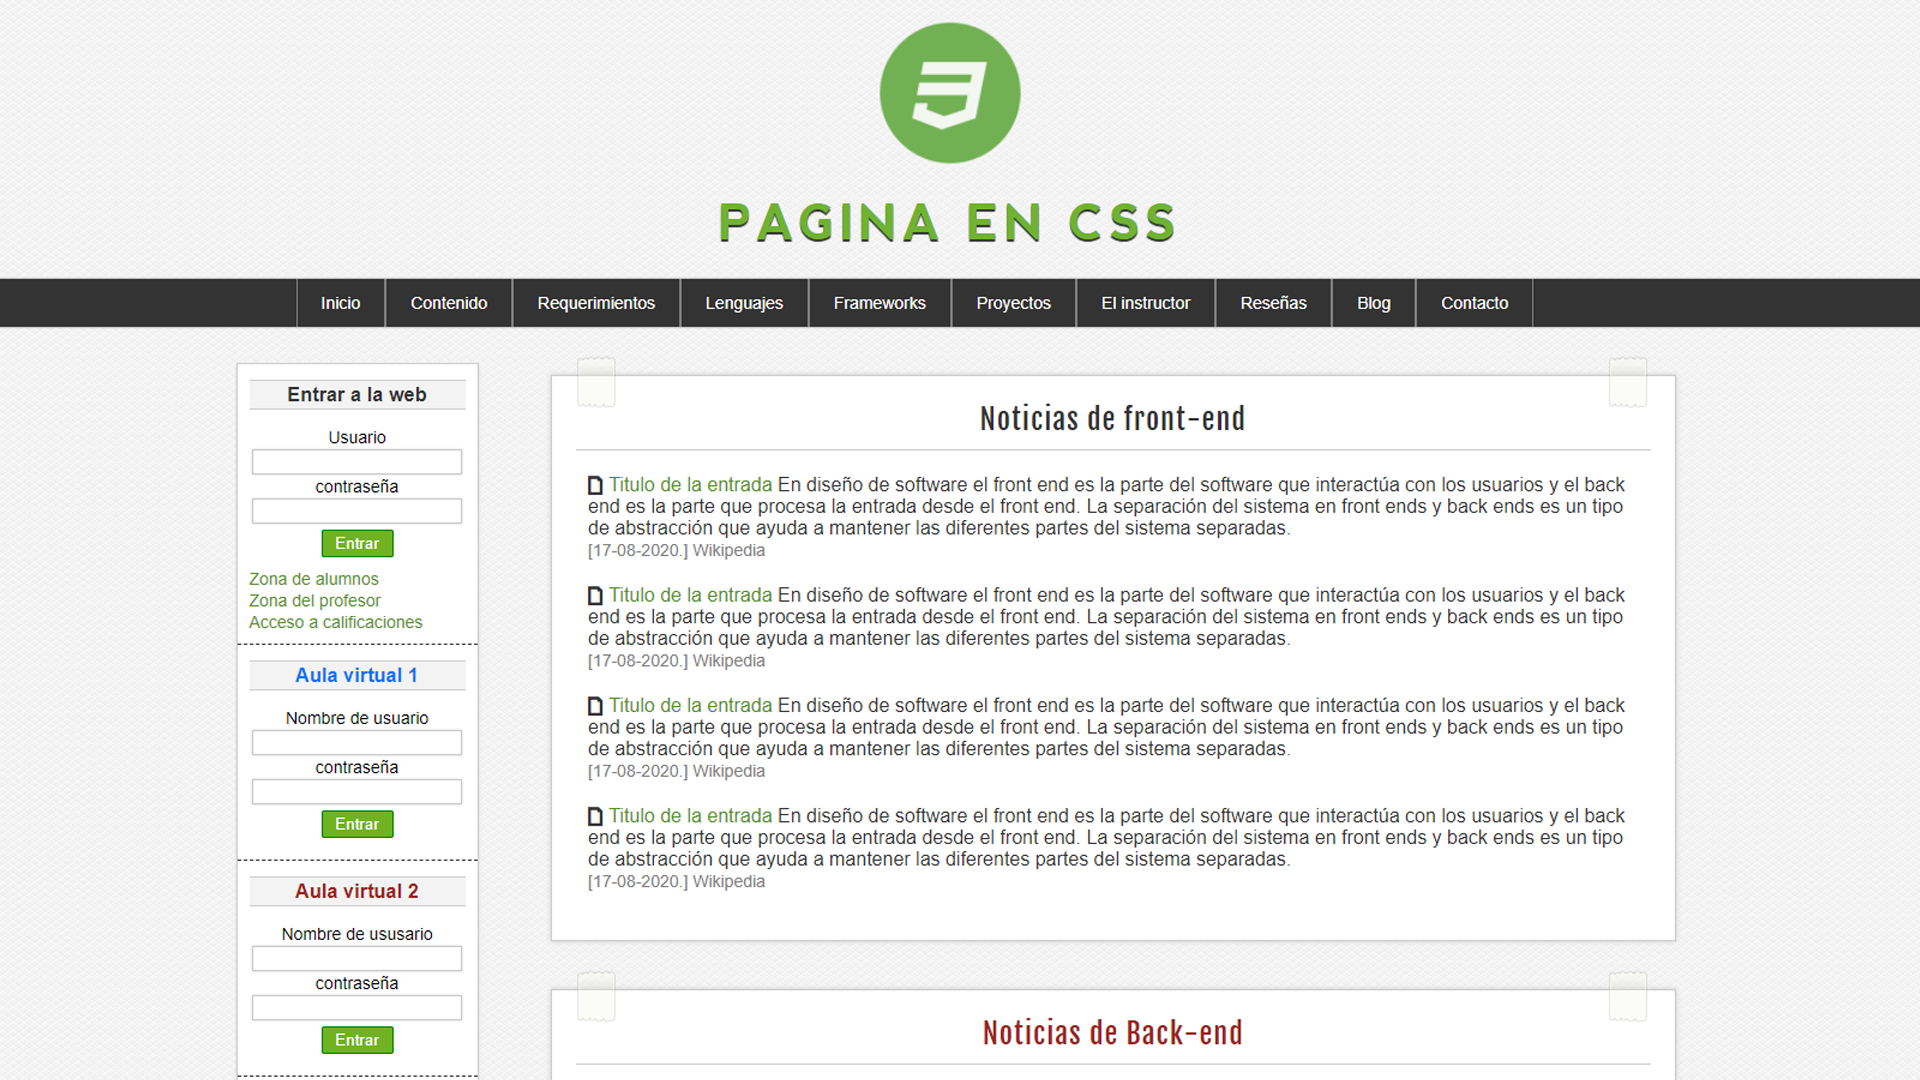 PAGINA EN CSS
Inicio Contenido Requerimientos Lenguajes Frameworks Proyectos El instructor Reseñas Blog Contacto
Entrar a la web
Usuario
contraseña
Entrar
Zona de alumnos
Zona del profesor
Acceso a calificaciones
Aula virtual 1
Nombre de usuario
contraseña
Entrar
Aula virtual 2
Nombre de ususario
contraseña
Entrar
Noticias de front-end
Titulo de la entrada En diseño de software el front end es la parte del software que interactúa con los usuarios y el back
end es la parte que procesa la entrada desde el front end. La separación del sistema en front ends y back ends es un tipo
de abstracción que ayuda a mantener las diferentes partes del sistema separadas.
[17-08-2020.] Wikipedia
Titulo de la entrada En diseño de software el front end es la parte del software que interactúa con los usuarios y el back
end es la parte que procesa la entrada desde el front end. La separación del sistema en front ends y back ends es un tipo
de abstracción que ayuda a mantener las diferentes partes del sistema separadas.
[17-08-2020.] Wikipedia
Titulo de la entrada En diseño de software el front end es la parte del software que interactúa con los usuarios y el back
end es la parte que procesa la entrada desde el front end. La separación del sistema en front ends y back ends es un tipo
de abstracción que ayuda a mantener las diferentes partes del sistema separadas.
[17-08-2020.] Wikipedia
Titulo de la entrada En diseño de software el front end es la parte del software que interactúa con los usuarios y el back
end es la parte que procesa la entrada desde el front end. La separación del sistema en front ends y back ends es un tipo
de abstracción que ayuda a mantener las diferentes partes del sistema separadas.
[17-08-2020.] Wikipedia
Noticias de Back-end